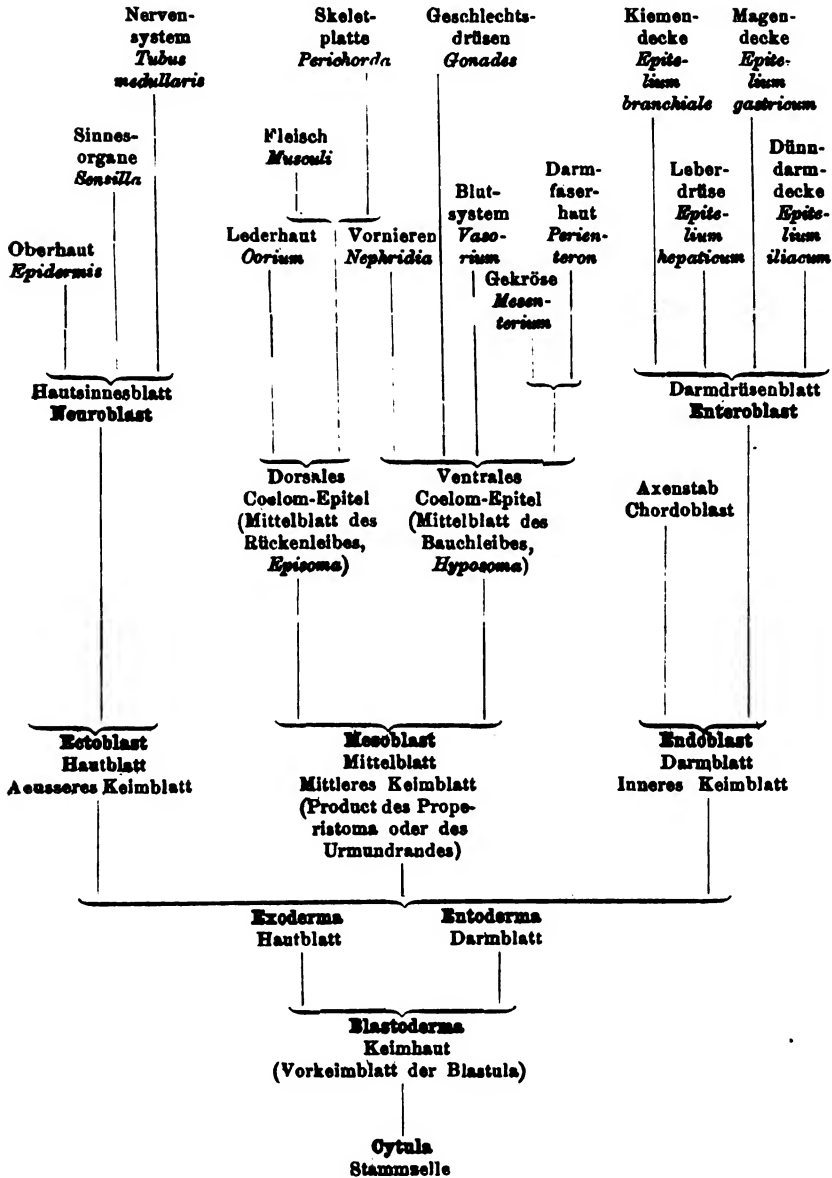 Nerven-
system
Tubus
medullaris
Skelet-
platte
Perichorda
Geschlechts-
drüsen
Gonades
Kiemen-
decke
Epite-
lium
branchiale
Magen-
decke
Epite-
lium
gastricum
Sinnes-
organe
Sensilla
Fleisch
Musculi
Blut-
system
Vaso-
rium
Darm-
faser-
haut
Perien-
teron
Leber-
drüse
Epite-
lium
hepaticum
Dünn-
darm-
decke
Epite-
lium
iliacum
Oberhaut
Epidermis
Lederhaut
Corium
Vornieren
Nephridia
Gekröse
Mesen-
terium
Hautsinnesblatt
Neuroblast
Darmdrüsenblatt
Enteroblast
Dorsales
Coelom-Epitel
(Mittelblatt des
Rückenleibes,
Episoma)
Ventrales
Coelom-Epitel
(Mittelblatt des
Bauchleibes,
Hyposoma)
Axenstab
Chordoblast
Ectoblast
Hautblatt
Aeusseres Keimblatt
Mesoblast
Mittelblatt
Mittleres Keimblatt
(Product des Prope-
ristoma oder des
Urmundrandes)
Endoblast
Darmblatt
Inneres Keimblatt
Exoderma
Hautblatt
Entoderma
Darmblatt
Blastoderma
Keimhaut
(Vorkeimblatt der Blastula)
Cytula
Stammzelle